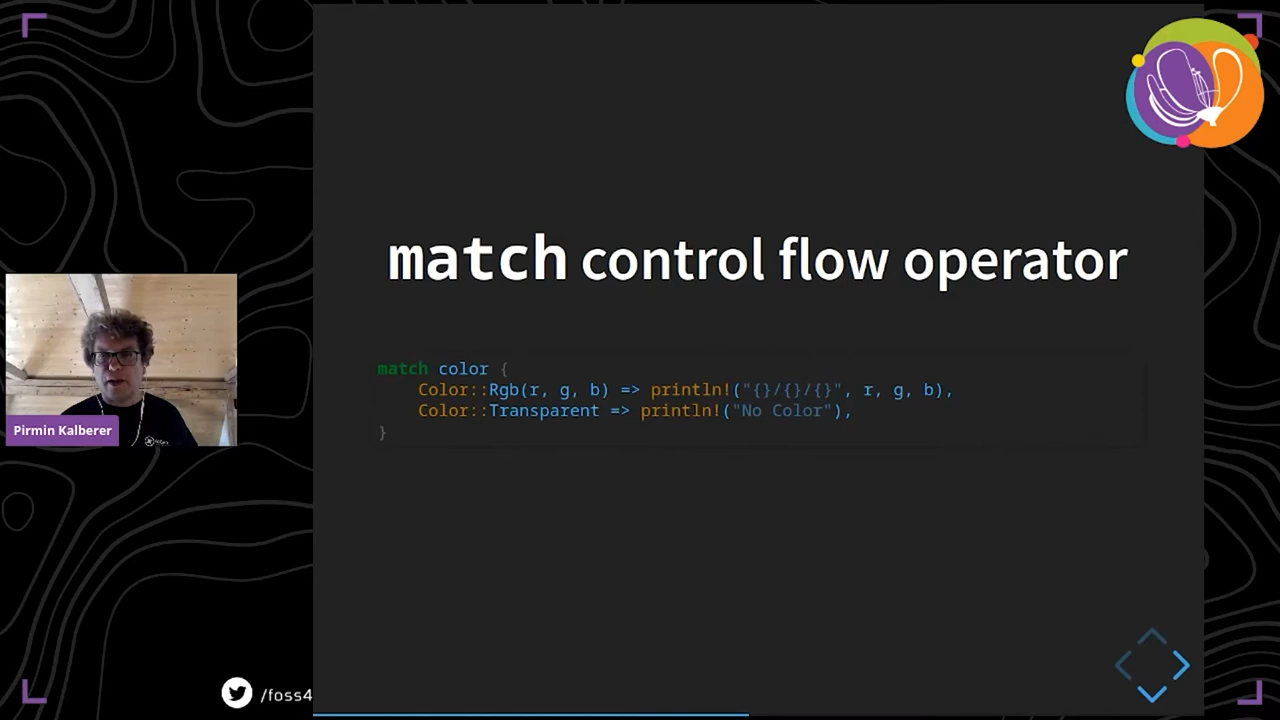 match control flow operator
match color {
    Color::Rgb(r, g, b) => println!("{}/{}/{}", r, g, b),
    Color::Transparent => println!("No Color"),
}
Pirmin Kalberer
/foss4